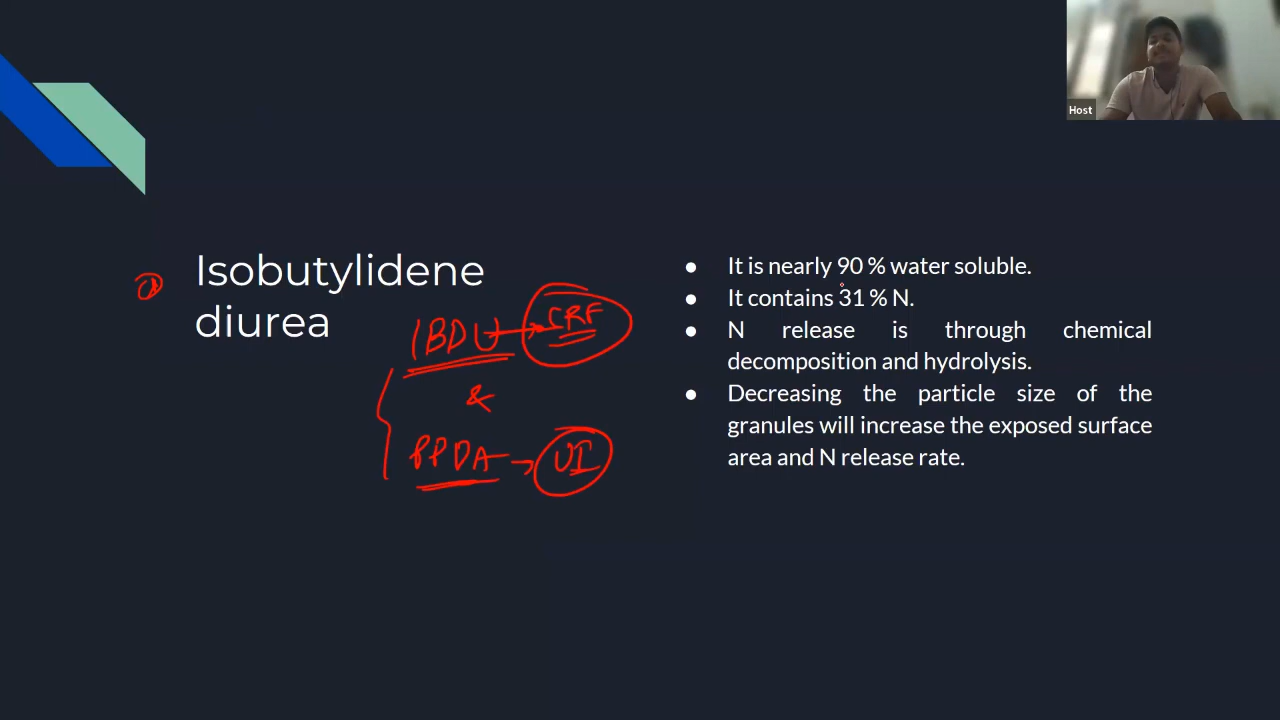 Host
Isobutylidene
diurea
IBDU → CRF
&
PPDA → UI
● It is nearly 90 % water soluble.
● It contains 31 % N.
● N release is through chemical
decomposition and hydrolysis.
● Decreasing the particle size of the
granules will increase the exposed surface
area and N release rate.